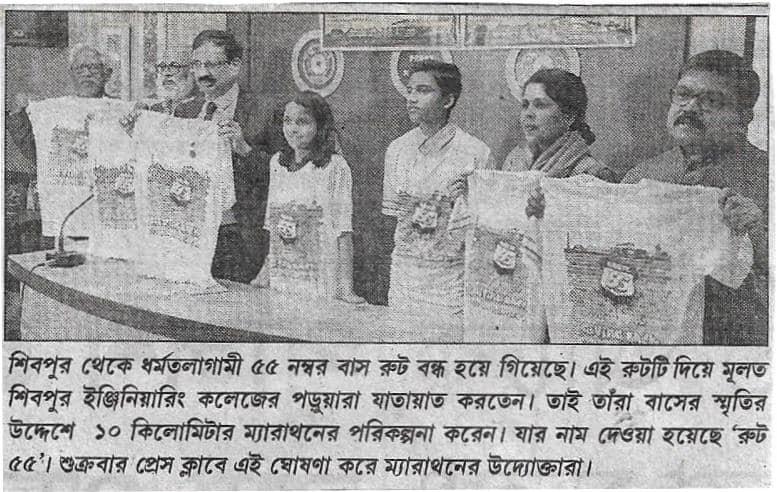 শিবপুর থেকে ধর্মতলাগামী ৫৫ নম্বর বাস রুট বন্ধ হয়ে গিয়েছে। এই রুটটি দিয়ে মূলত
শিবপুর ইঞ্জিনিয়ারিং কলেজের পড়ুয়ারা যাতায়াত করতেন। তাই তাঁরা বাসের স্মৃতির
উদ্দেশে ১০ কিলোমিটার ম্যারাথনের পরিকল্পনা করেন। যার নাম দেওয়া হয়েছে ‘রুট
৫৫’। শুক্রবার প্রেস ক্লাবে এই ঘোষণা করে ম্যারাথনের উদ্যোক্তারা।